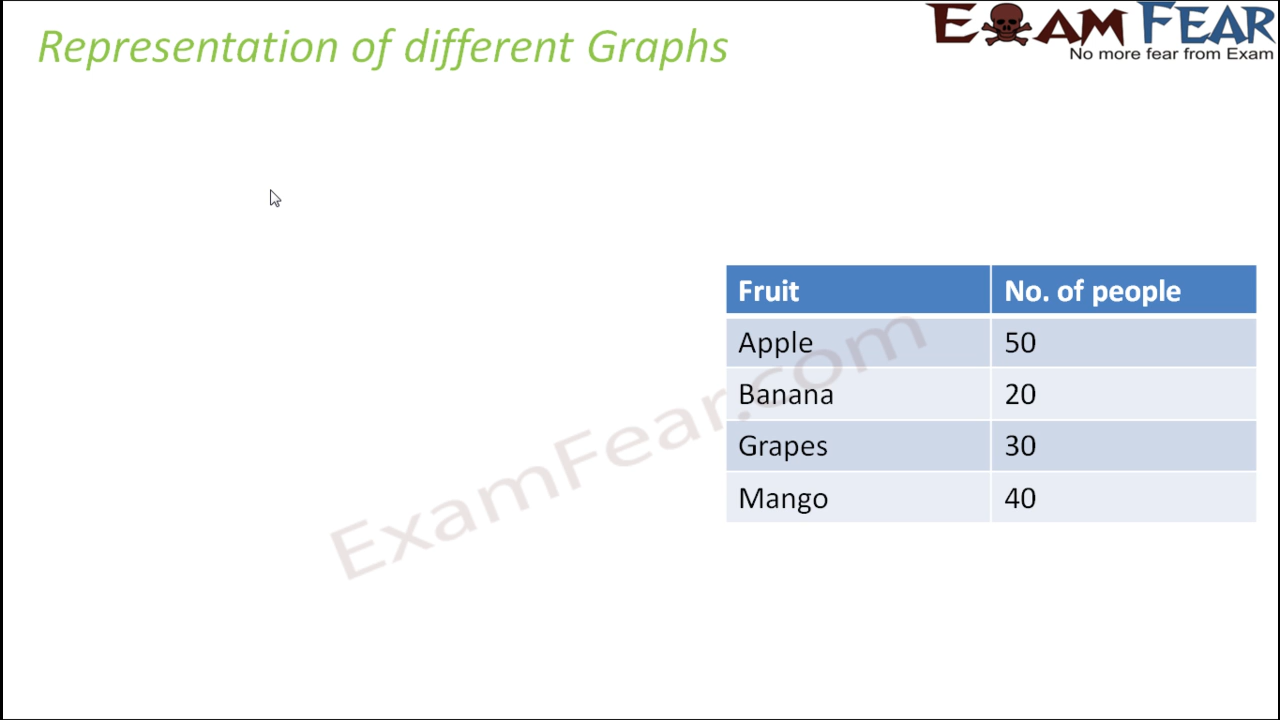 Representation of different Graphs
EXAM FEAR
No more fear from Exam
Fruit No. of people
Apple 50
Banana 20
Grapes 30
Mango 40
ExamFear.com